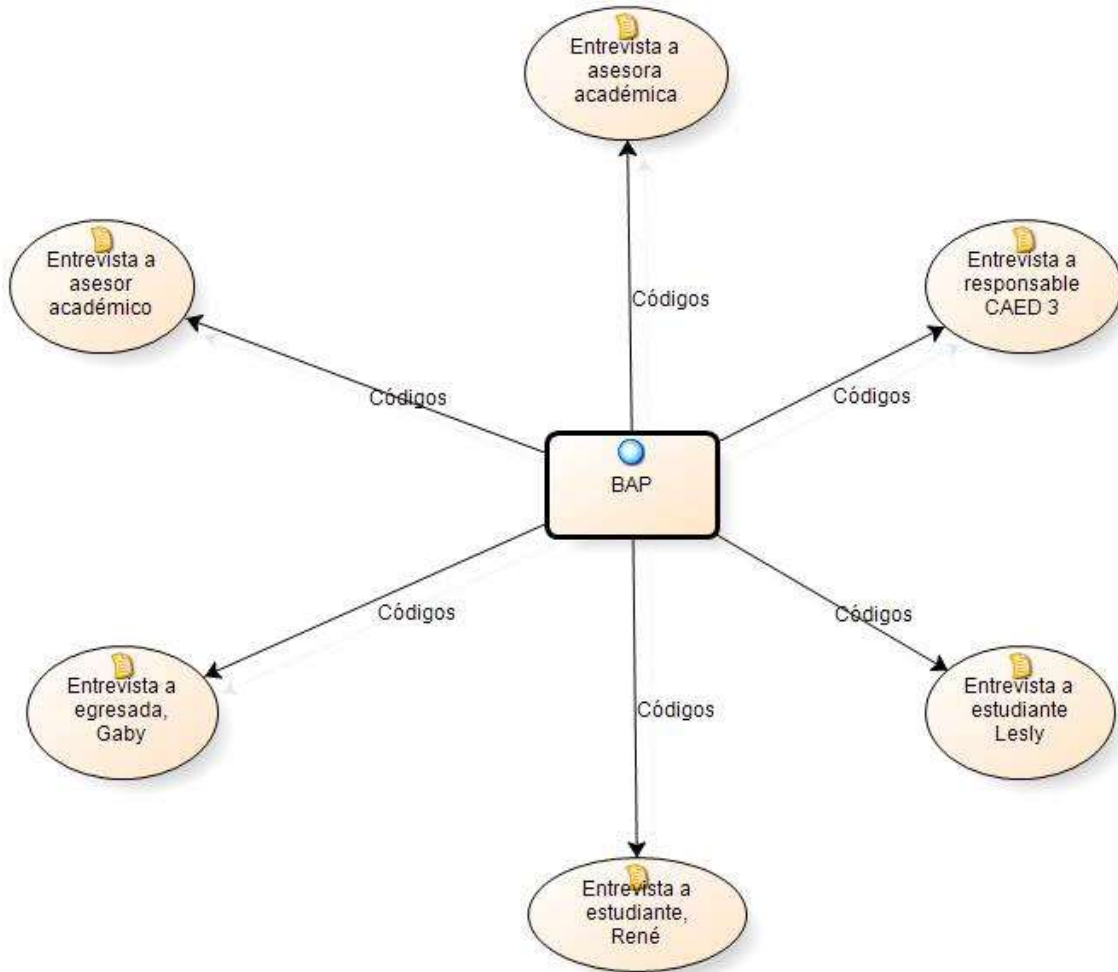 Entrevista a
asesora
académica
Entrevista a
asesor
académico
Entrevista a
responsable
CAED 3
Códigos
Códigos
Códigos
BAP
Códigos
Códigos
Códigos
Entrevista a
egresada,
Gaby
Entrevista a
estudiante
Lesly
Entrevista a
estudiante,
René